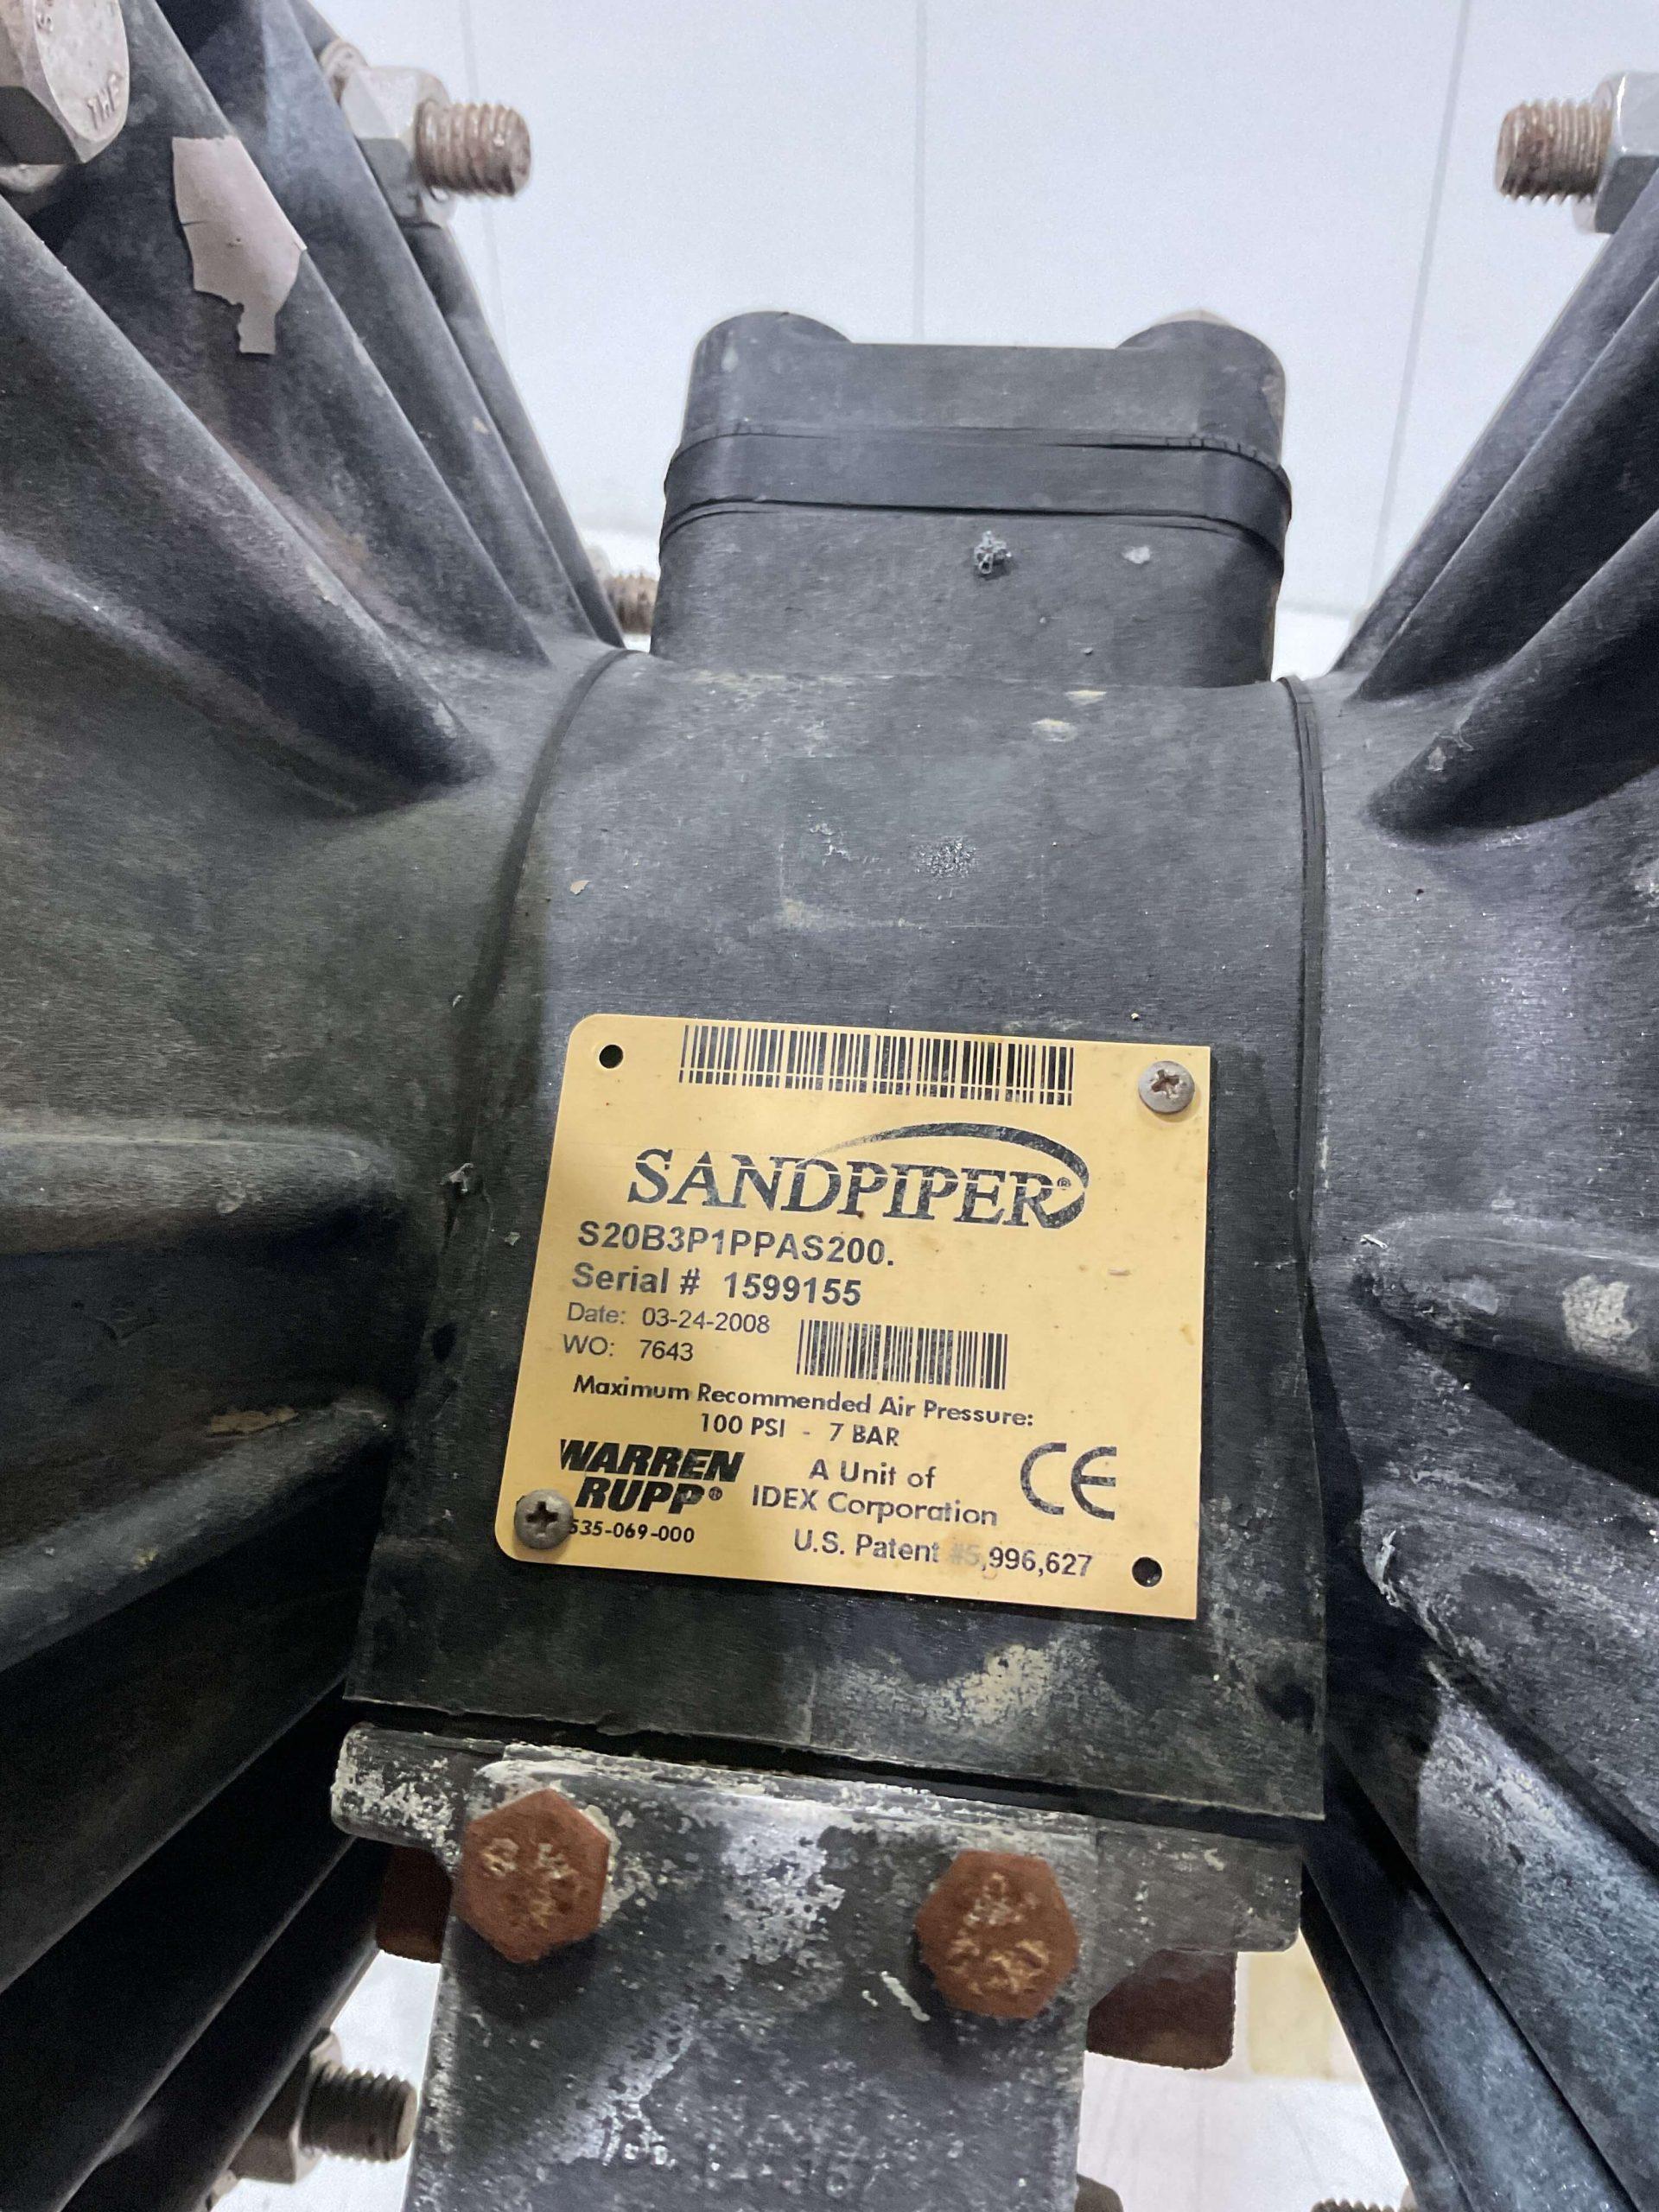 THF
SANDPIPER®
S20B3P1PPAS200.
Serial # 1599155
Date: 03-24-2008
WO: 7643
Maximum Recommended Air Pressure:
100 PSI - 7 BAR
WARREN
RUPP®
535-069-000
A Unit of
IDEX Corporation
CE
U.S. Patent #5,996,627